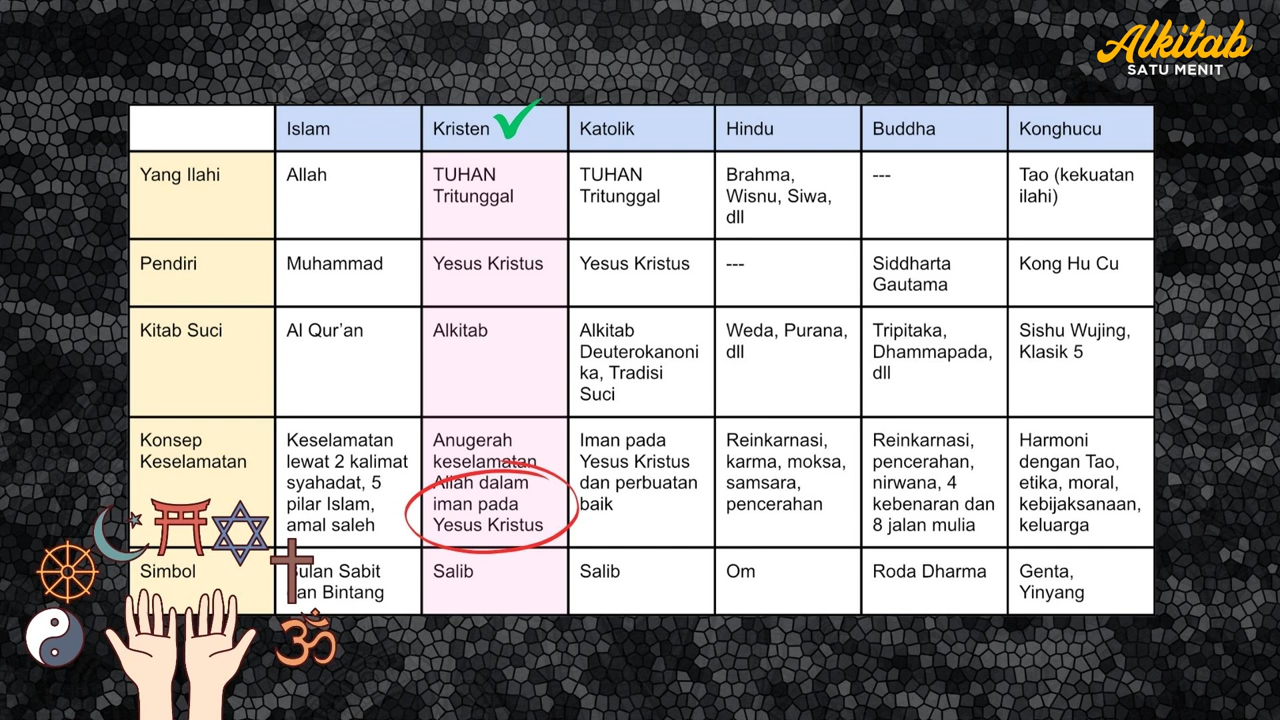 Alkitab
SATU MENIT
Islam
Kristen
Katolik
Hindu
Buddha
Konghucu
Yang Ilahi
Allah
TUHAN
Tritunggal
TUHAN
Tritunggal
Brahma,
Wisnu, Siwa,
dll
---
Tao (kekuatan
ilahi)
Pendiri
Muhammad
Yesus Kristus
Yesus Kristus
---
Siddharta
Gautama
Kong Hu Cu
Kitab Suci
Al Qur’an
Alkitab
Alkitab
Deuterokanoni
ka, Tradisi
Suci
Weda, Purana,
dll
Tripitaka,
Dhammapada,
dll
Sishu Wujing,
Klasik 5
Konsep
Keselamatan
Keselamatan
lewat 2 kalimat
syahadat, 5
pilar Islam,
amal saleh
Anugerah
keselamatan
Allah dalam
iman pada
Yesus Kristus
Iman pada
Yesus Kristus
dan perbuatan
baik
Reinkarnasi,
karma, moksa,
samsara,
pencerahan
Reinkarnasi,
pencerahan,
nirwana, 4
kebenaran dan
8 jalan mulia
Harmoni
dengan Tao,
etika, moral,
kebijaksanaan,
keluarga
Simbol
Bulan Sabit
dan Bintang
Salib
Salib
Om
Roda Dharma
Genta,
Yinyang